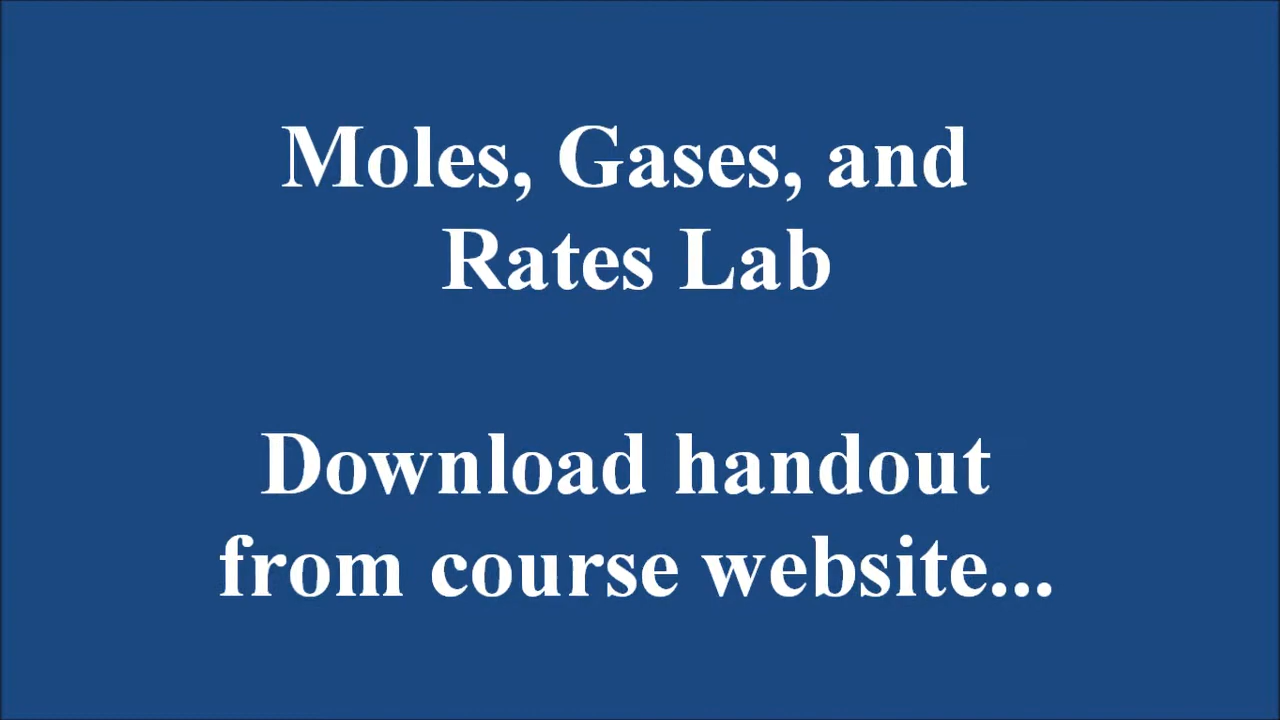 Moles, Gases, and
Rates Lab
Download handout
from course website...